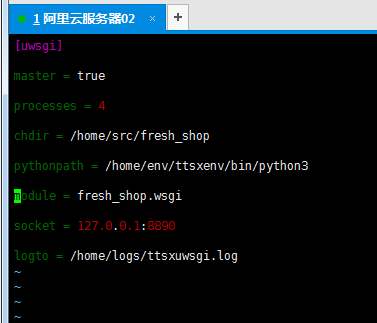 1 阿里云服务器02 × +
[uwsgi]
master = true
processes = 4
chdir = /home/src/fresh_shop
pythonpath = /home/env/ttsxenv/bin/python3
module = fresh_shop.wsgi
socket = 127.0.0.1:8890
logto = /home/logs/ttsxuwsgi.log
~
~
~
~